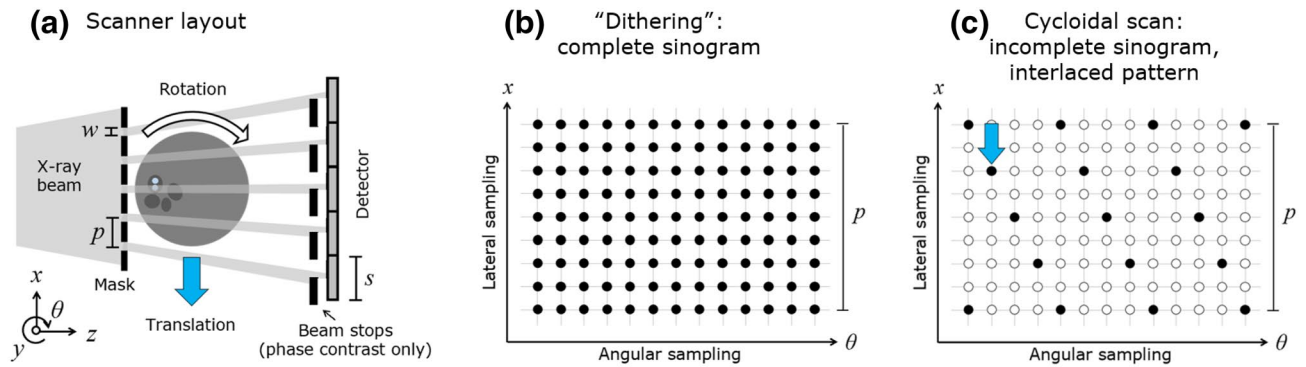 (a) Scanner layout
Rotation
w
X-ray
beam
p
Mask
Detector
s
x
θ
y
z
Translation
Beam stops
(phase contrast only)
(b) “Dithering”:
complete sinogram
x
Lateral sampling
p
Angular sampling
θ
(c) Cycloidal scan:
incomplete sinogram,
interlaced pattern
x
Lateral sampling
p
Angular sampling
θ